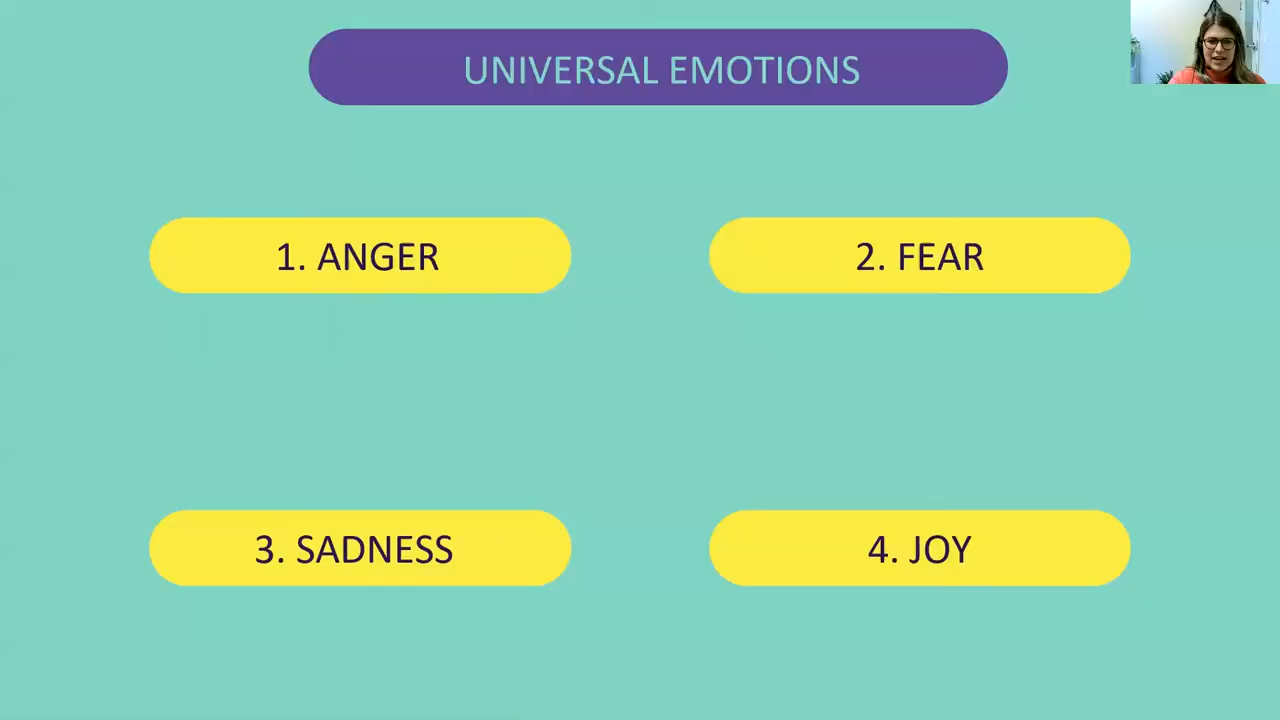 UNIVERSAL EMOTIONS
1. ANGER
2. FEAR
3. SADNESS
4. JOY